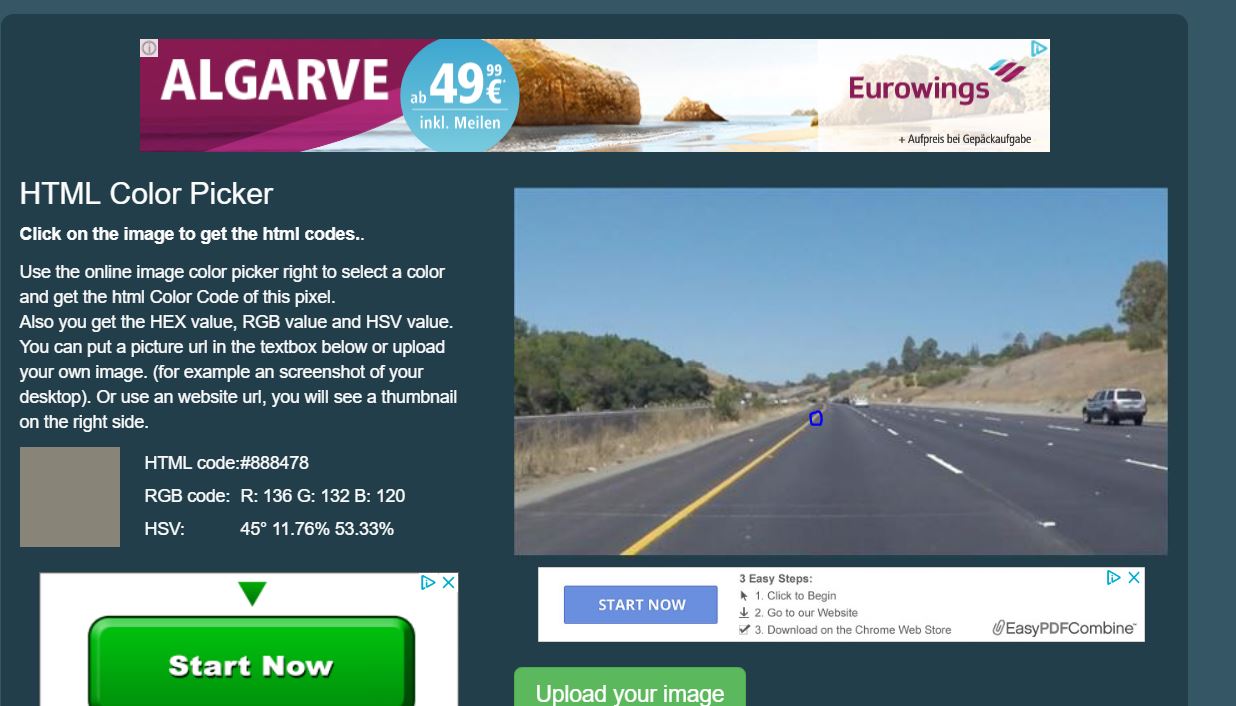 ALGARVE
ab 49 99 €*
inkl. Meilen
Eurowings
+ Aufpreis bei Gepäckaufgabe
HTML Color Picker
Click on the image to get the html codes..
Use the online image color picker right to select a color
and get the html Color Code of this pixel.
Also you get the HEX value, RGB value and HSV value.
You can put a picture url in the textbox below or upload
your own image. (for example an screenshot of your
desktop). Or use an website url, you will see a thumbnail
on the right side.
HTML code:#888478
RGB code: R: 136 G: 132 B: 120
HSV: 45° 11.76% 53.33%
Start Now
START NOW
3 Easy Steps:
1. Click to Begin
2. Go to our Website
3. Download on the Chrome Web Store
EasyPDFCombine™
Upload your image